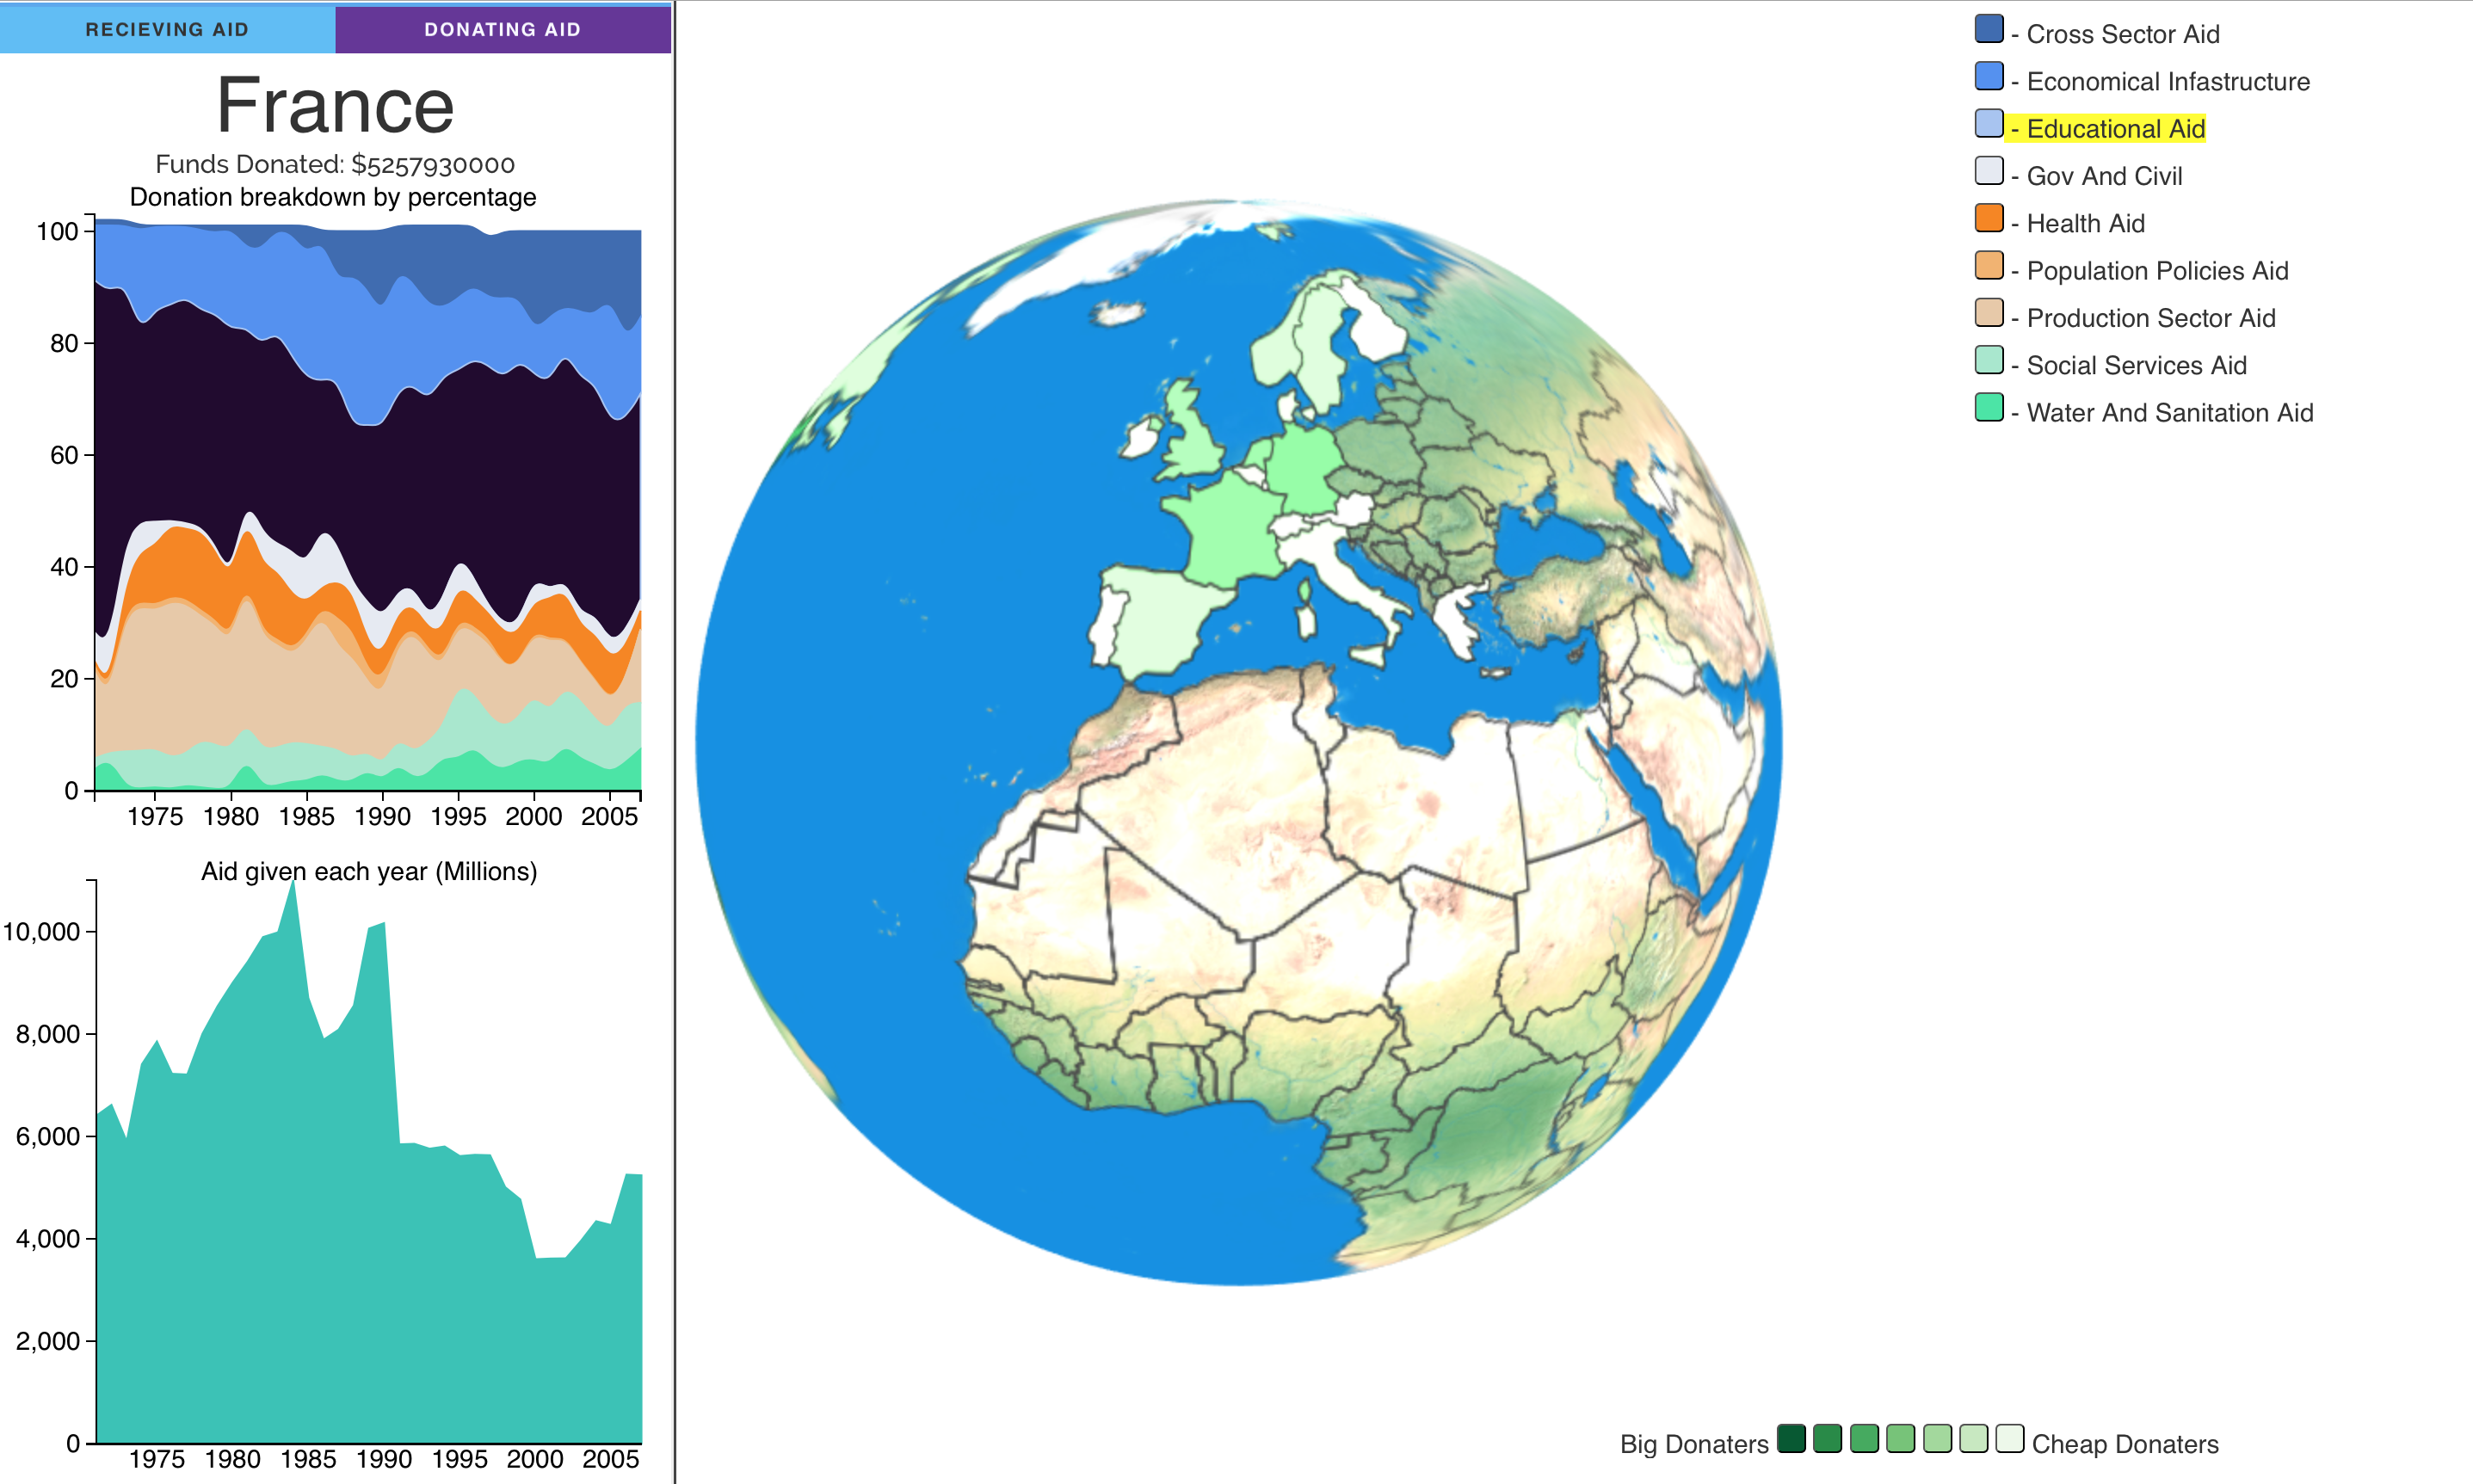 RECIEVING AID
DONATING AID
France
Funds Donated: $5257930000
Donation breakdown by percentage
100
80
60
40
20
0
1975 1980 1985 1990 1995 2000 2005
Aid given each year (Millions)
10,000
8,000
6,000
4,000
2,000
0
1975 1980 1985 1990 1995 2000 2005
- Cross Sector Aid
- Economical Infastructure
- Educational Aid
- Gov And Civil
- Health Aid
- Population Policies Aid
- Production Sector Aid
- Social Services Aid
- Water And Sanitation Aid
Big Donaters
Cheap Donaters